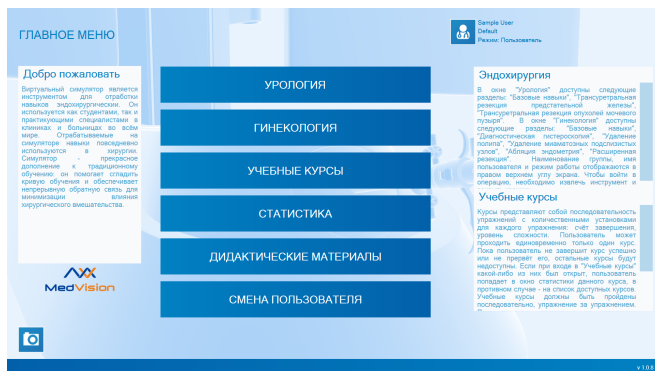 ГЛАВНОЕ МЕНЮ
Sample User
Default
Режим: Пользователь
Добро пожаловать
Виртуальный симулятор является
инструментом для отработки
навыков эндохирургических. Он
используется как студентами, так и
практикующими специалистами в
клиниках и больницах во всём
мире. Отрабатываемые на
симуляторе навыки повседневно
используются в хирургии.
Симулятор - прекрасное
дополнение к традиционному
обучению: он помогает сгладить
кривую обучения и обеспечивает
непрерывную обратную связь для
минимизации влияния
хирургического вмешательства.
MedVision
УРОЛОГИЯ
ГИНЕКОЛОГИЯ
УЧЕБНЫЕ КУРСЫ
СТАТИСТИКА
ДИДАКТИЧЕСКИЕ МАТЕРИАЛЫ
СМЕНА ПОЛЬЗОВАТЕЛЯ
Эндохирургия
В окне "Урология" доступны следующие
разделы: "Базовые навыки", "Трансуретральная
резекция предстательной железы",
"Трансуретральная резекция опухолей мочевого
пузыря". В окне "Гинекология" доступны
следующие разделы: "Базовые навыки",
"Диагностическая гистероскопия", "Удаление
полипа", "Удаление миаматозных подслизистых
узлов", "Абляция эндометрия", "Расширенная
резекция". Наименование группы, имя
пользователя и режим работы отображаются в
правом верхнем углу экрана. Чтобы войти в
операцию, необходимо извлечь инструмент и
Учебные курсы
Курсы представляют собой последовательность
упражнений с количественными установками
для каждого упражнения: счёт завершения,
уровень сложности. Пользователь может
проходить единовременно только один курс.
Пока пользователь не завершит курс успешно
или не прервёт его, остальные курсы будут
недоступны. Если при входе в "Учебные курсы"
какой-либо из них был открыт, пользователь
попадает в окно статистики данного курса, в
противном случае - на список доступных курсов.
Учебные курсы должны быть пройдены
последовательно, упражнение за упражнением.
v 1.0.8